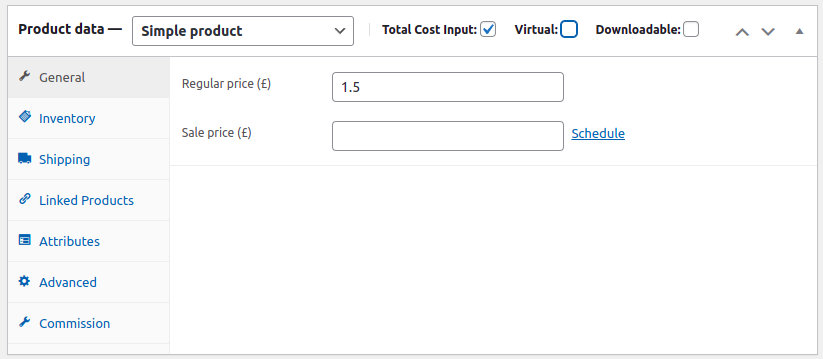 Product data — Simple product Total Cost Input: Virtual: Downloadable:
General
Regular price (£) 1.5
Inventory
Sale price (£) Schedule
Shipping
Linked Products
Attributes
Advanced
Commission